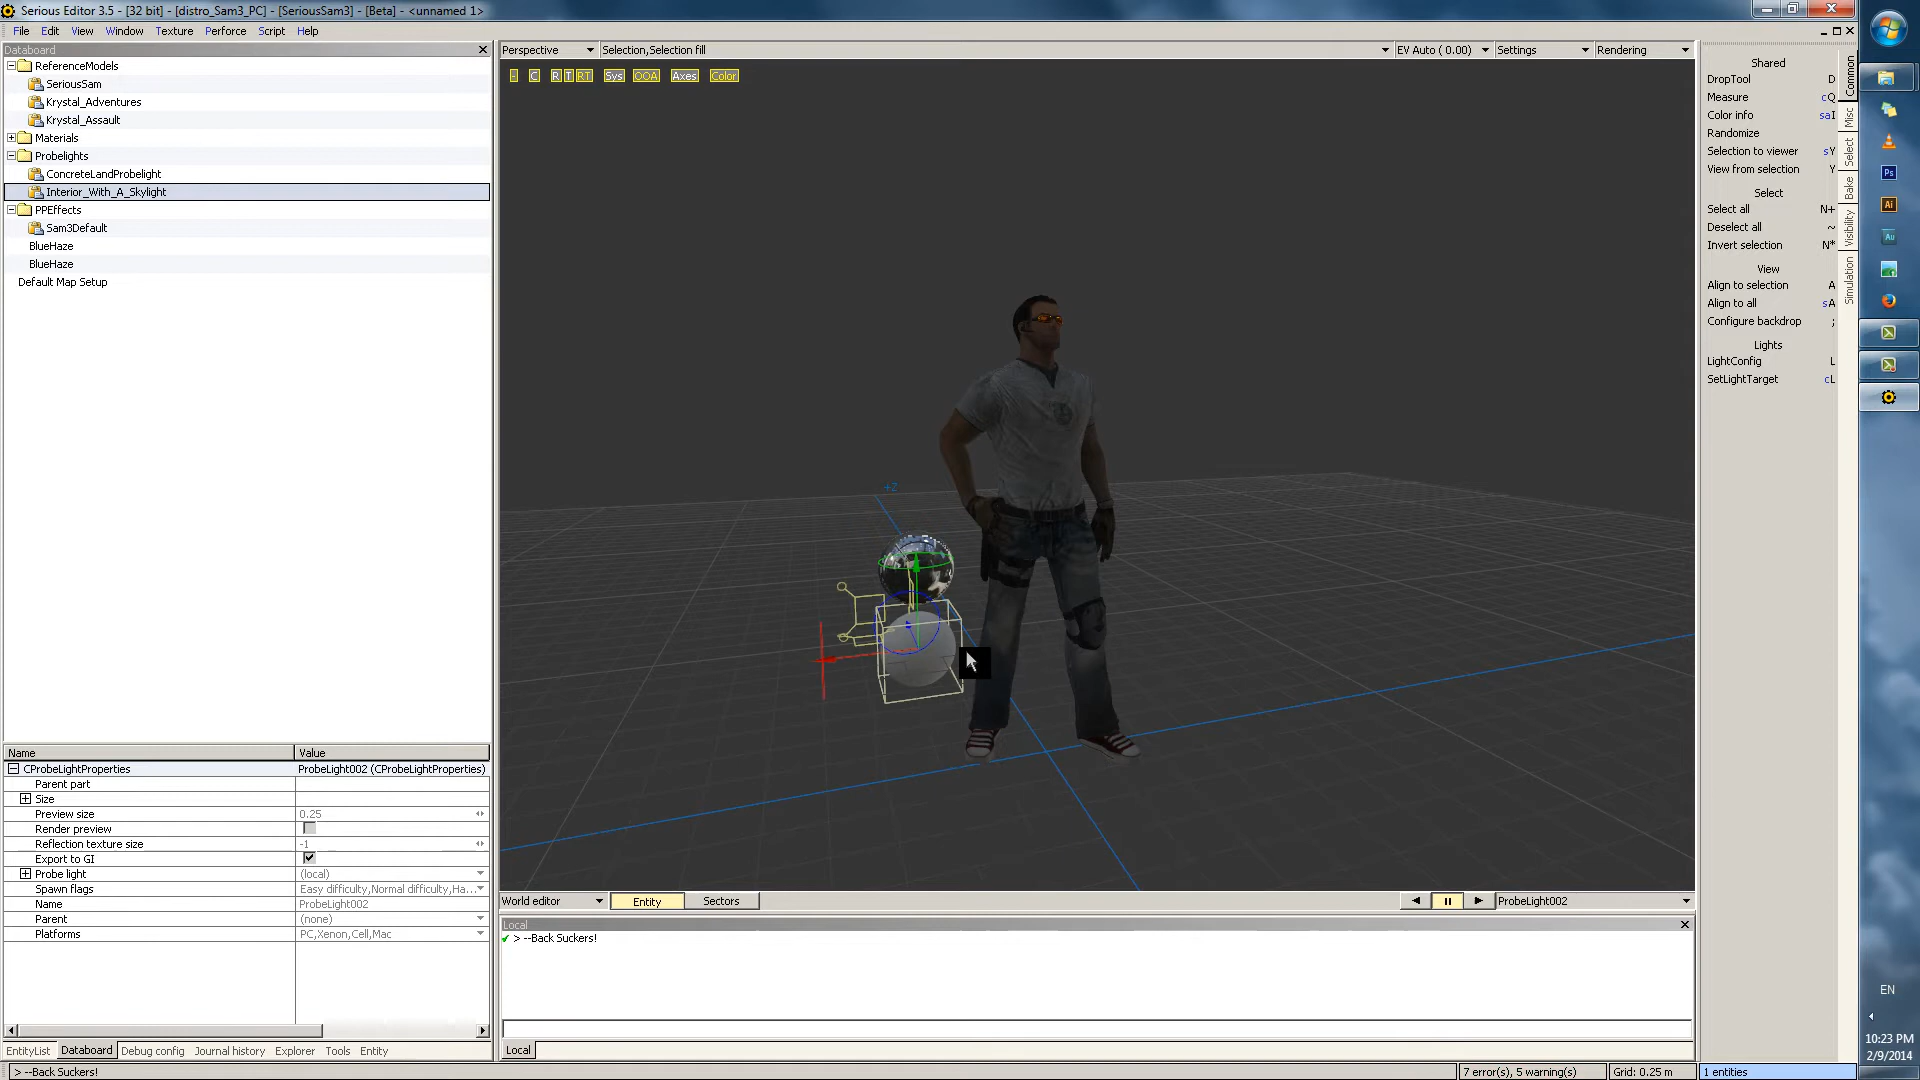 Serious Editor 3.5 - [32 bit] - [distro_Sam3_PC] - [SeriousSam3] - [Beta] - <unnamed 1>
File Edit View Window Texture Perforce Script Help
Databoard
ReferenceModels
SeriousSam
Krystal_Adventures
Krystal_Assault
Materials
Probelights
ConcreteLandProbelight
Interior_With_A_Skylight
PPEffects
Sam3Default
BlueHaze
BlueHaze
Default Map Setup
Name Value
CProbeLightProperties ProbeLight002 (CProbeLightProperties)
Parent part
Size
Preview size 0.25
Render preview
Reflection texture size -1
Export to GI
Probe light (local)
Spawn flags Easy difficulty,Normal difficulty,Ha...
Name ProbeLight002
Parent (none)
Platforms PC,Xenon,Cell,Mac
EntityList Databoard Debug config Journal history Explorer Tools Entity
> --Back Suckers!
Perspective Selection,Selection fill EV Auto ( 0.00) Settings Rendering
- C R T RT Sys OOA Axes Color
+Z
World editor Entity Sectors ProbeLight002
Local
> --Back Suckers!
Local
7 error(s), 5 warning(s) Grid: 0.25 m 1 entities
Shared
DropTool D
Measure cQ
Color info saI
Randomize
Selection to viewer sY
View from selection Y
Select
Select all N+
Deselect all ~
Invert selection N*
View
Align to selection A
Align to all sA
Configure backdrop ;
Lights
LightConfig L
SetLightTarget cL
Common
Misc
Select
Bake
Visibility
Simulation
Ps
Ai
Au
EN
10:23 PM
2/9/2014